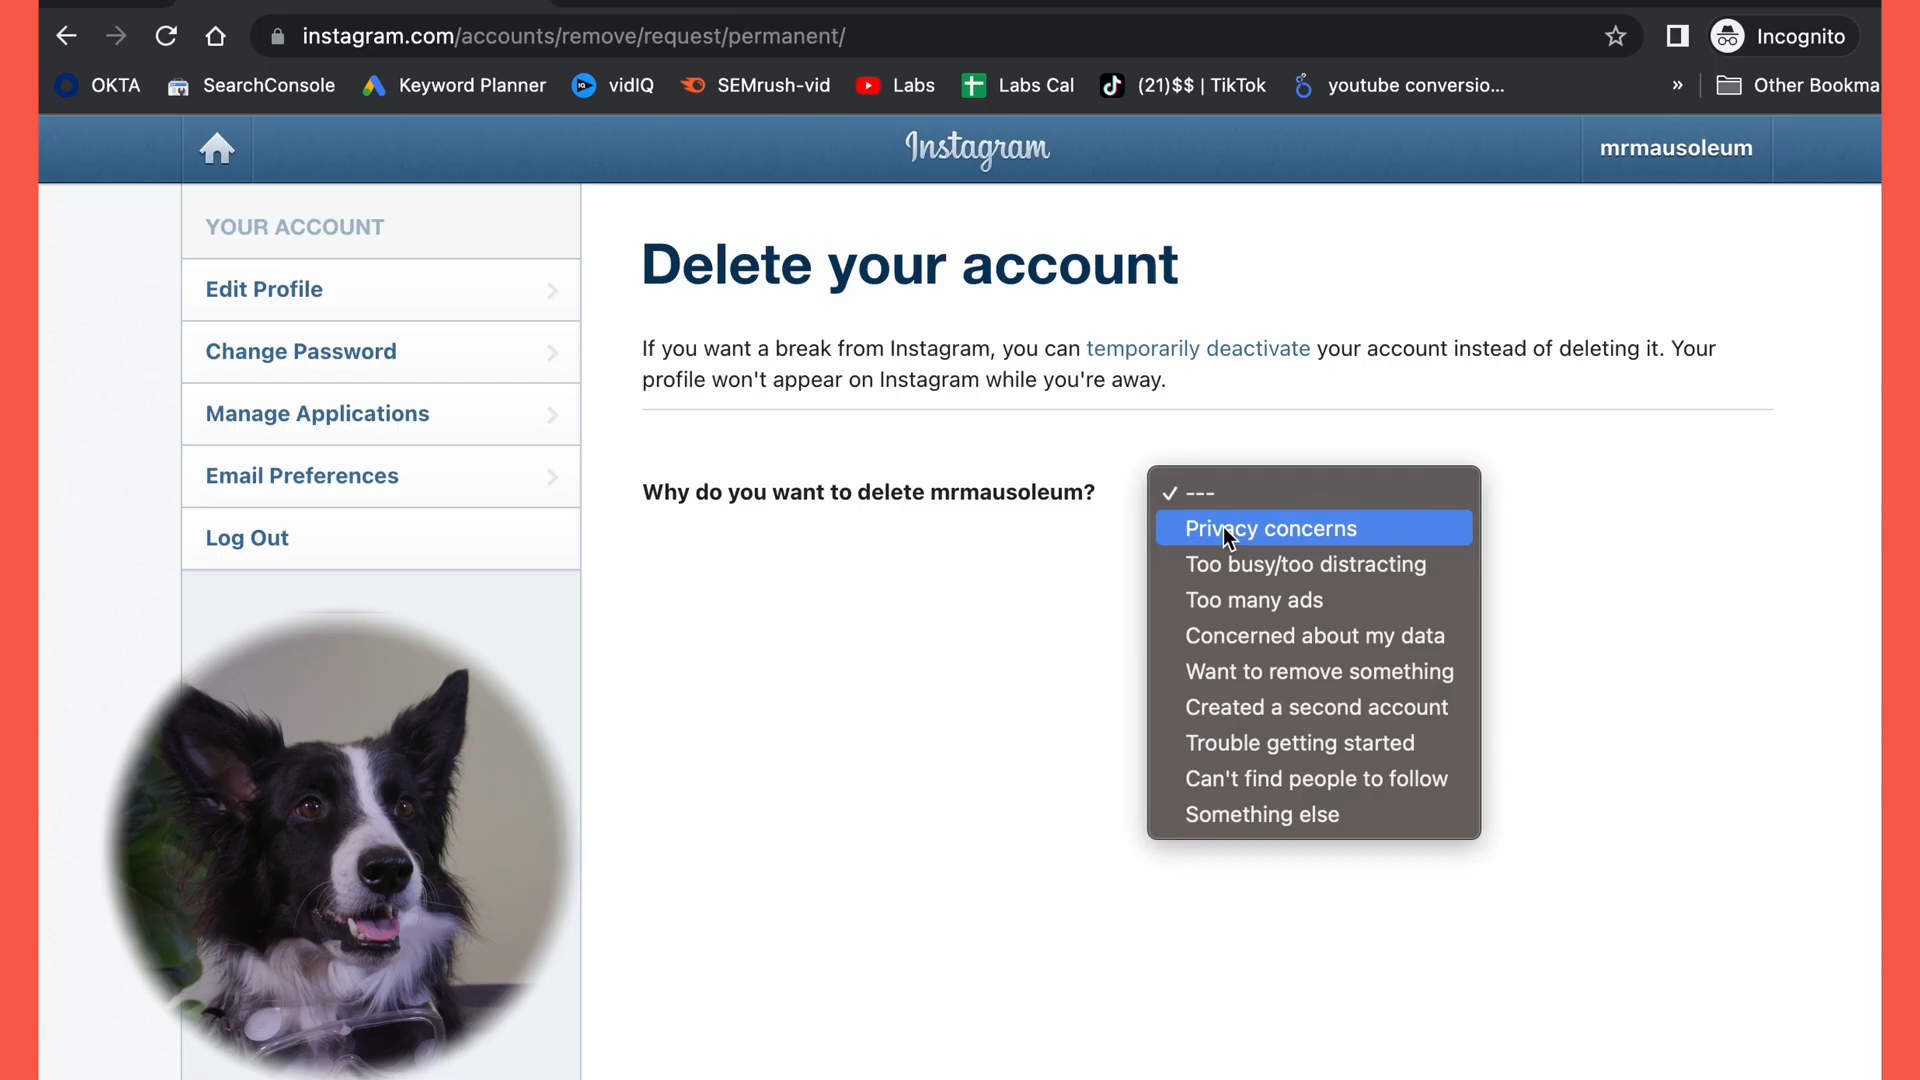 instagram.com/accounts/remove/request/permanent/
Incognito
OKTA
SearchConsole
Keyword Planner
vidIQ
SEMrush-vid
Labs
Labs Cal
(21)$$ | TikTok
youtube conversio...
»
Other Bookma
Instagram
mrmausoleum
YOUR ACCOUNT
Edit Profile
Change Password
Manage Applications
Email Preferences
Log Out
Delete your account
If you want a break from Instagram, you can temporarily deactivate your account instead of deleting it. Your
profile won't appear on Instagram while you're away.
Why do you want to delete mrmausoleum?
✓ ---
Privacy concerns
Too busy/too distracting
Too many ads
Concerned about my data
Want to remove something
Created a second account
Trouble getting started
Can't find people to follow
Something else